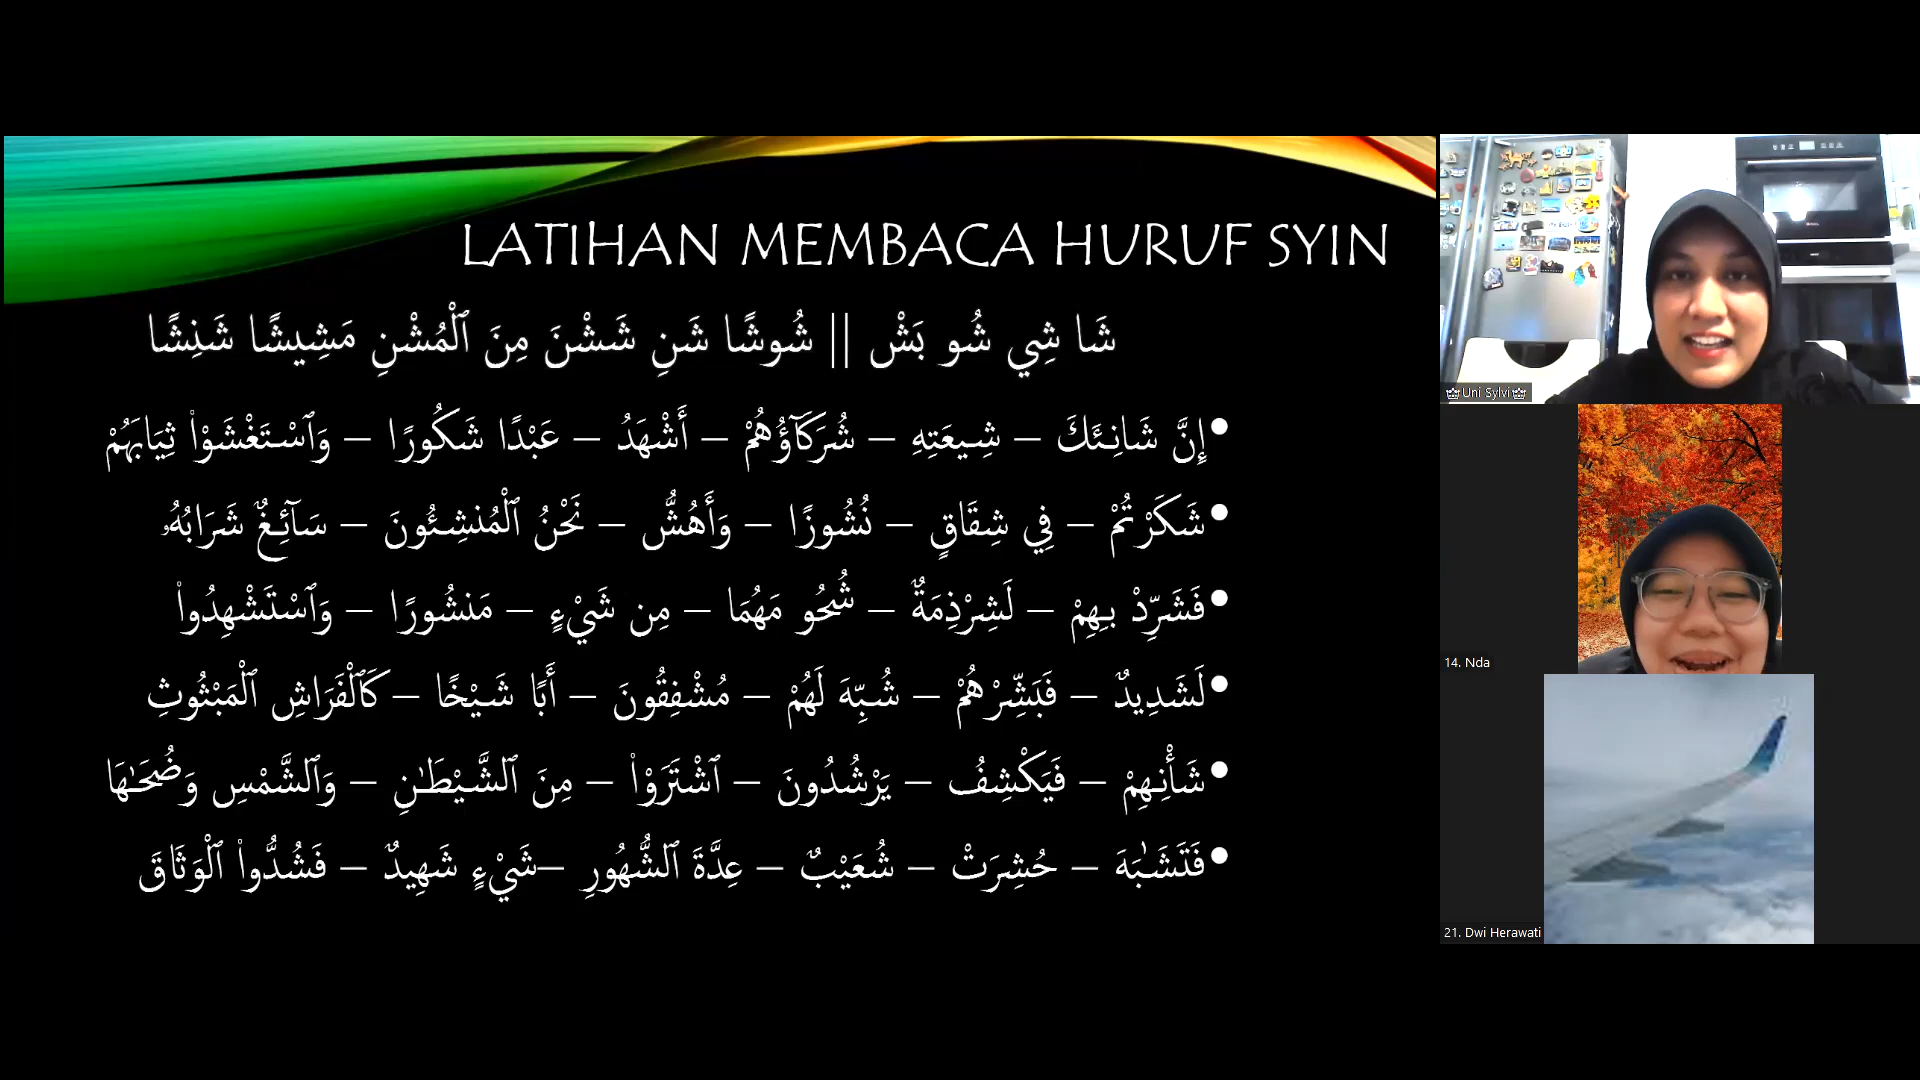 LATIHAN MEMBACA HURUF SYIN
شَا شِي شُو بَشْ || شُوشًا شَنِ شَشْنَ مِنَ ٱلْمُشْنِ مَشِيشًا شَنِشًا
•إِنَّ شَانِئَكَ – شِيعَتِهِ – شُرَكَآؤُهُمْ – أَشْهَدُ – عَبْدًا شَكُورًا – وَٱسْتَغْشَوْا۟ ثِيَابَهُمْ
•شَكَرْتُمْ – فِي شِقَاقٍ – نُشُوزًا – وَأَهُشُّ – نَحْنُ ٱلْمُنشِئُونَ – سَآئِغٌ شَرَابُهُۥ
•فَشَرِّدْ بِهِمْ – لَشِرْذِمَةٌ – شُحُو مَهُمَا – مِن شَيْءٍ – مَنشُورًا – وَٱسْتَشْهِدُوا۟
•لَشَدِيدٌ – فَبَشِّرْهُمْ – شُبِّهَ لَهُمْ – مُشْفِقُونَ – أَبًا شَيْخًا – كَٱلْفَرَاشِ ٱلْمَبْثُوثِ
•شَأْنِهِمْ – فَيَكْشِفُ – يَرْشُدُونَ – ٱشْتَرَوْا۟ – مِنَ ٱلشَّيْطَـٰنِ – وَٱلشَّمْسِ وَضُحَـٰهَا
•فَتَشَـٰبَهَ – حُشِرَتْ – شُعَيْبٌ – عِدَّةَ ٱلشُّهُورِ –شَيْءٍ شَهِيدٌ – فَشُدُّوا۟ ٱلْوَثَاقَ
Uni Sylvi
14. Nda
21. Dwi Herawati